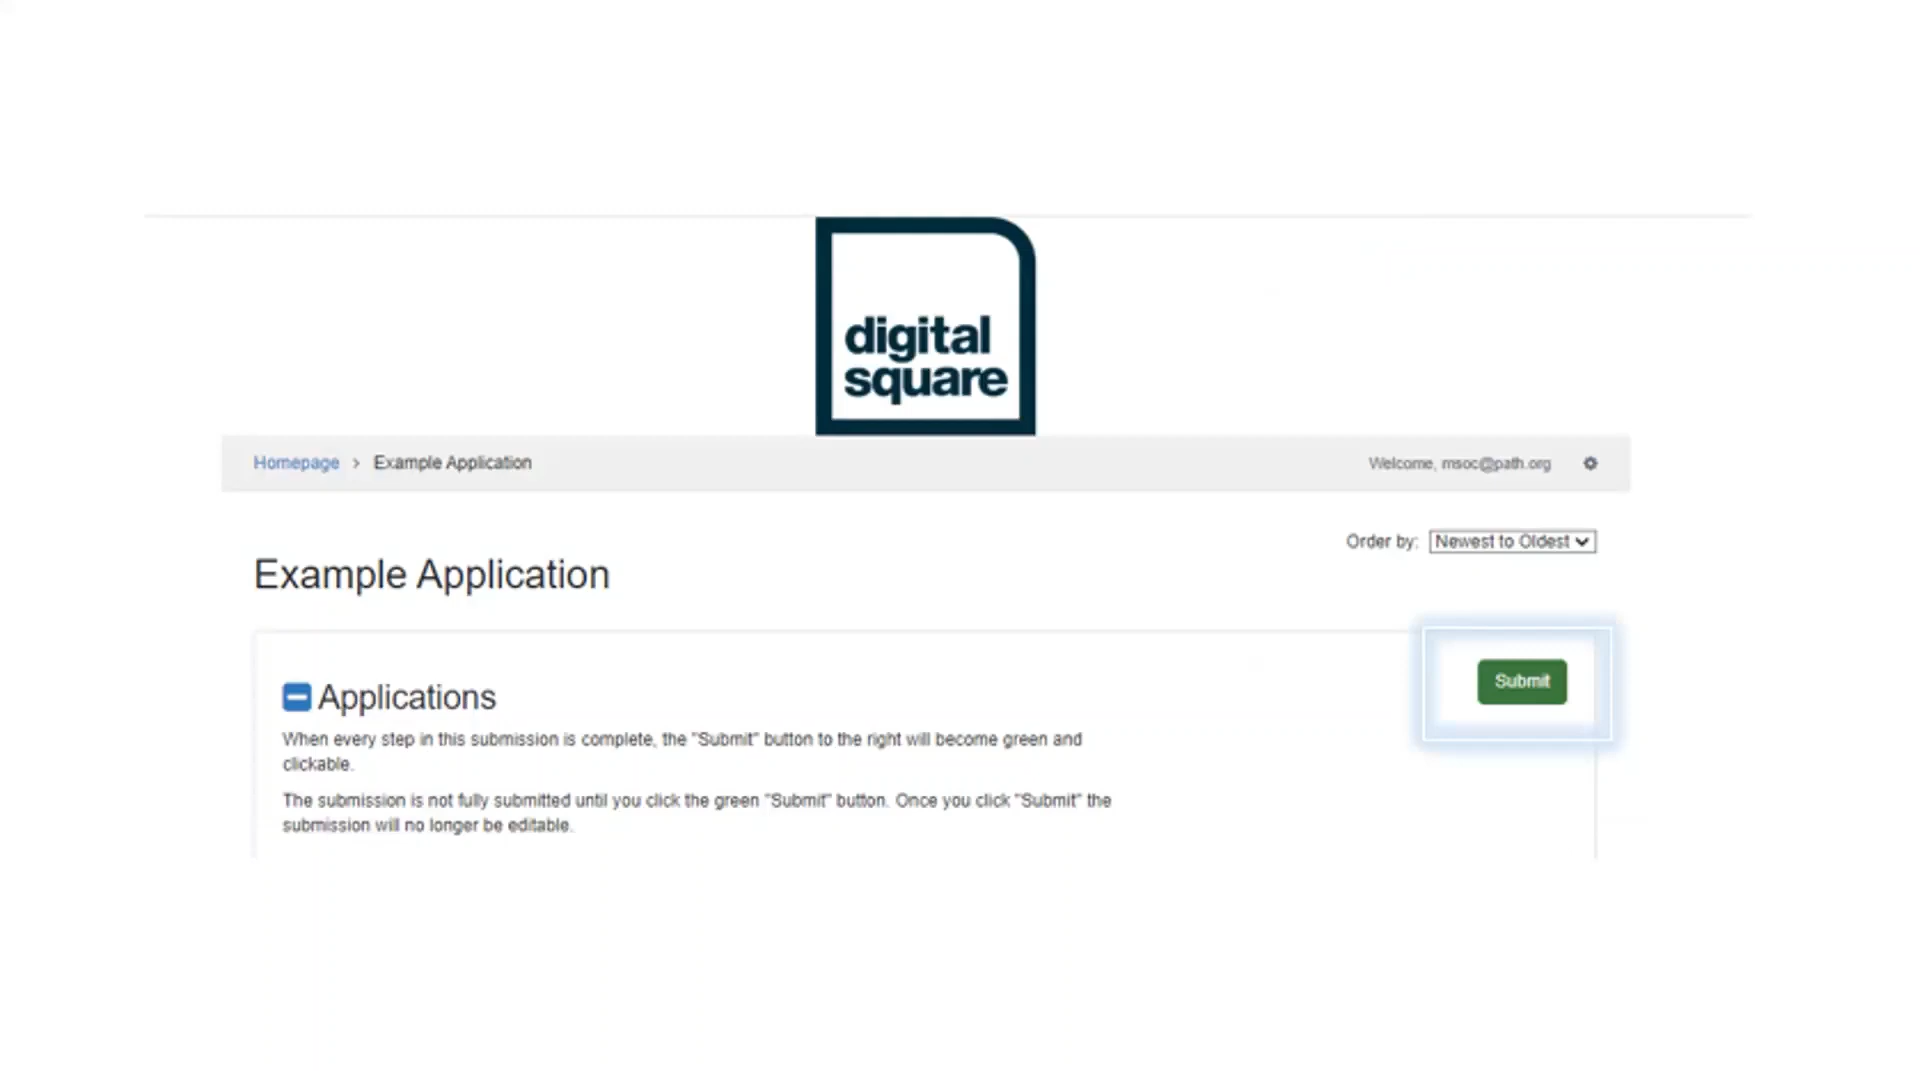 digital
square
Homepage > Example Application
Welcome, msoc@path.org
Order by: Newest to Oldest
Example Application
Submit
Applications
When every step in this submission is complete, the "Submit" button to the right will become green and
clickable.
The submission is not fully submitted until you click the green "Submit" button. Once you click "Submit" the
submission will no longer be editable.